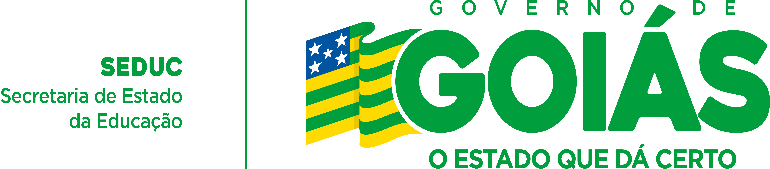 SEDUC
Secretaria de Estado
da Educação
GOVERNO DE
GOIÁS
O ESTADO QUE DÁ CERTO